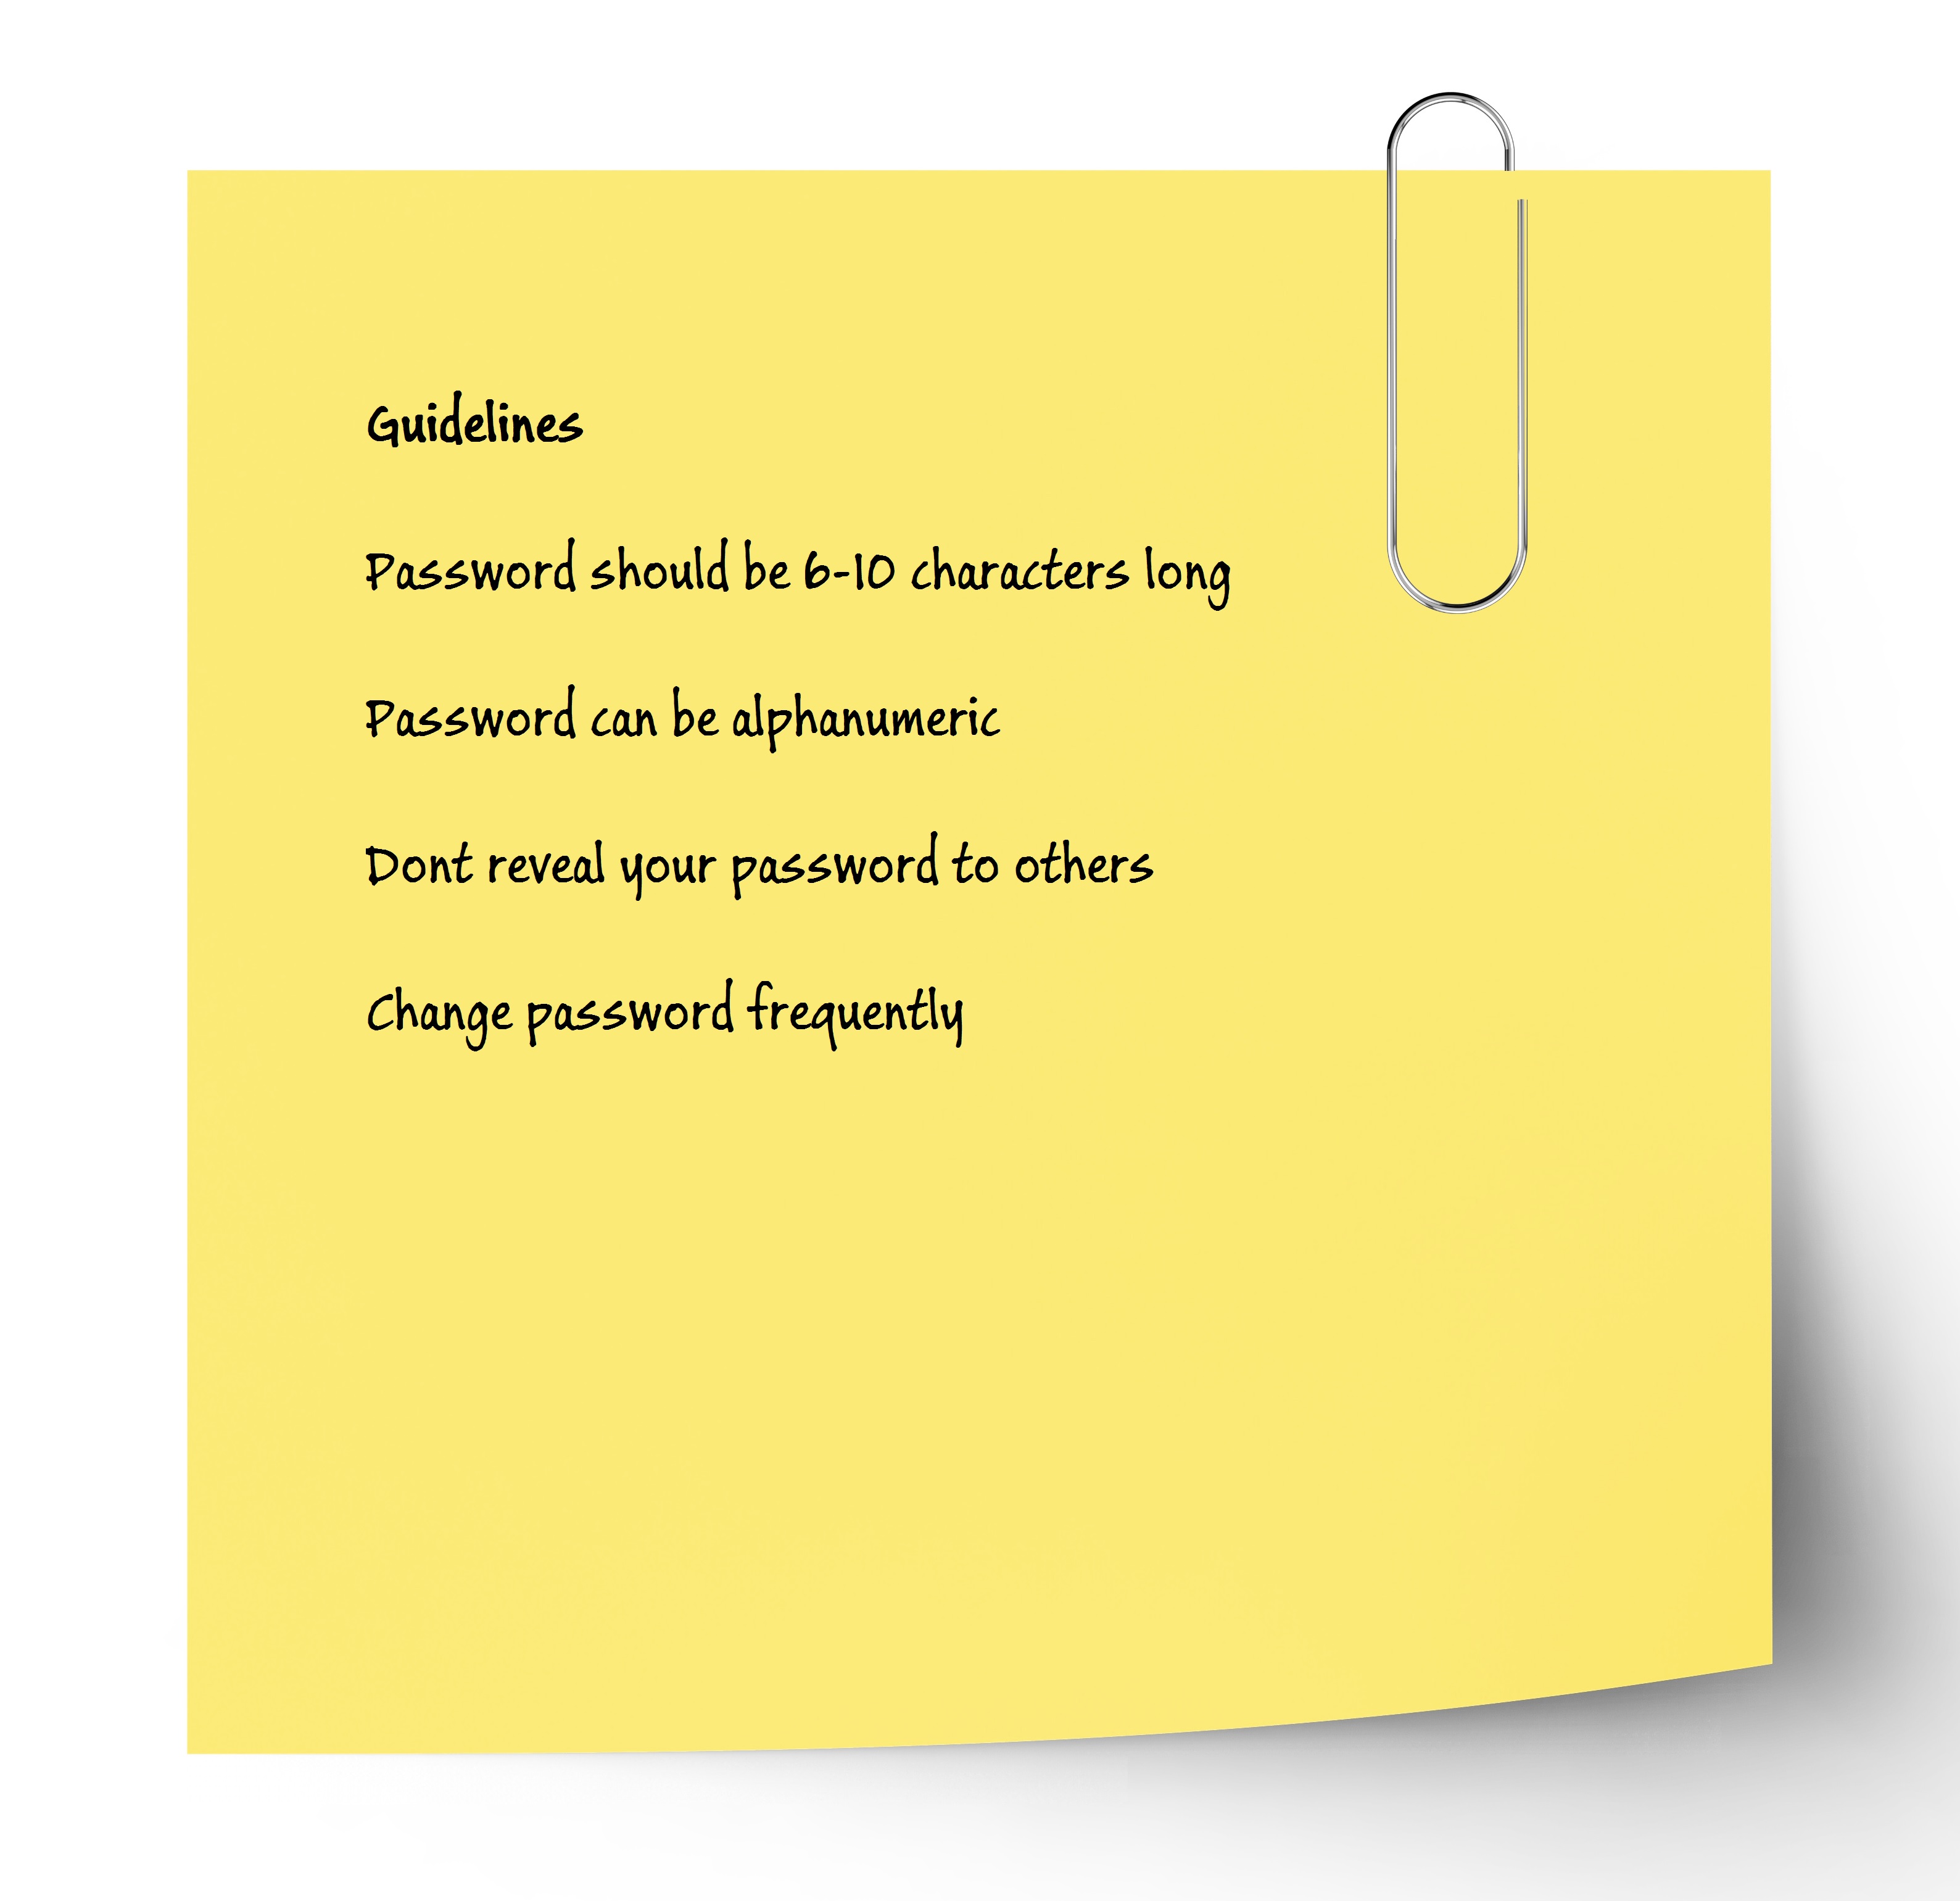 Guidelines
Password should be 6-10 characters long
Password can be alphanumeric
Dont reveal your password to others
Change password frequently